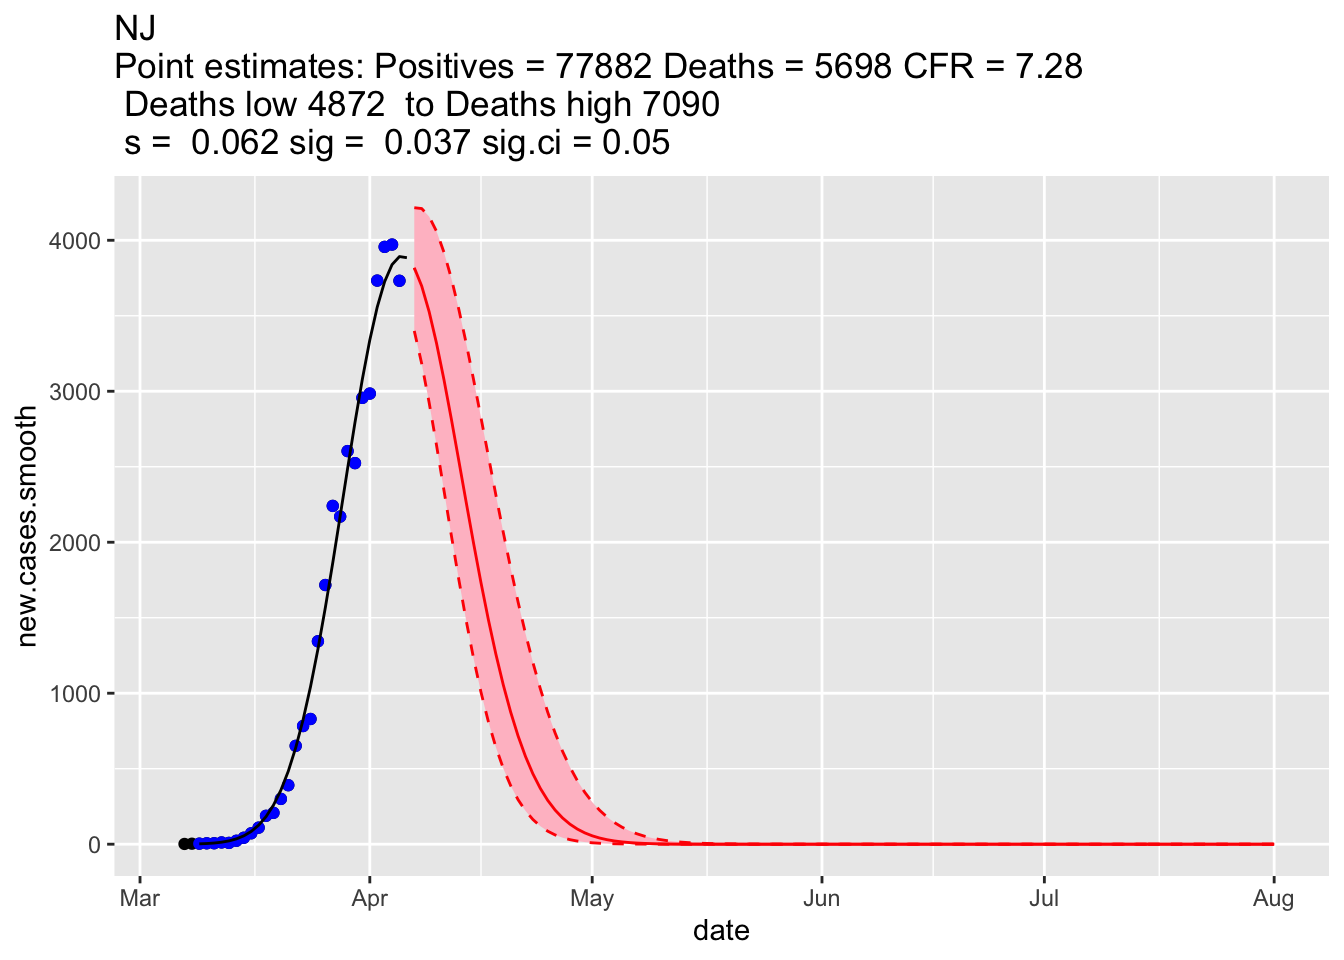 NJ
Point estimates: Positives = 77882 Deaths = 5698 CFR = 7.28
Deaths low 4872  to Deaths high 7090
s =  0.062 sig =  0.037 sig.ci = 0.05
4000
3000
2000
1000
0
new.cases.smooth
Mar Apr May Jun Jul Aug
date